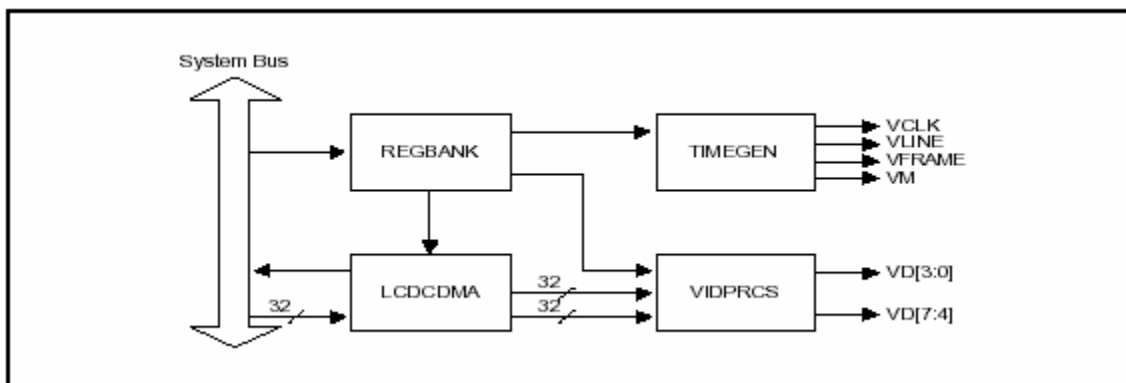 System Bus
REGBANK
TIMEGEN
VCLK
VLINE
VFRAME
VM
LCDCDMA
32
32
32
VIDPRCS
VD[3:0]
VD[7:4]